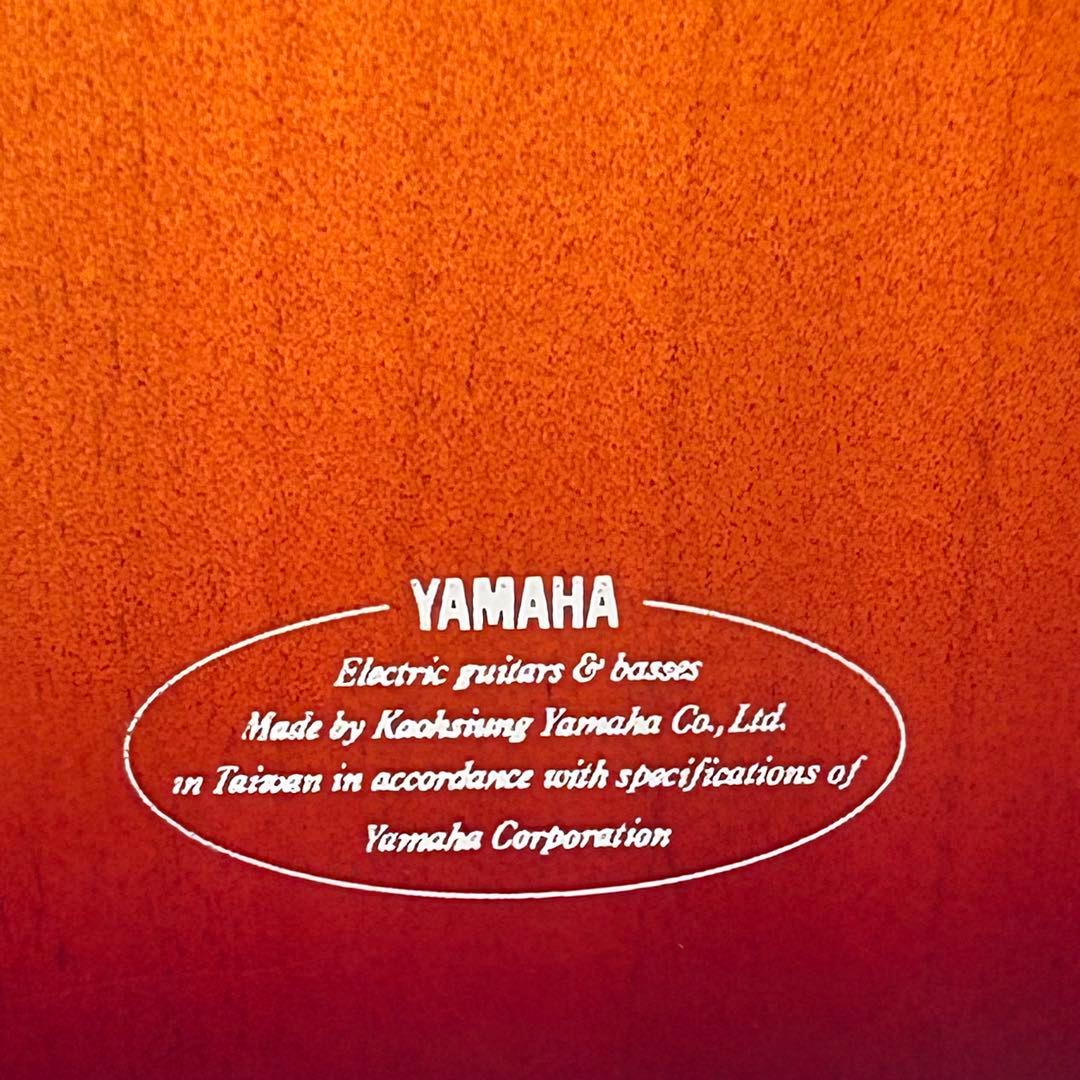 YAMAHA
Electric guitars & basses
Made by Kaohsiung Yamaha Co., Ltd.
in Taiwan in accordance with specifications of
Yamaha Corporation